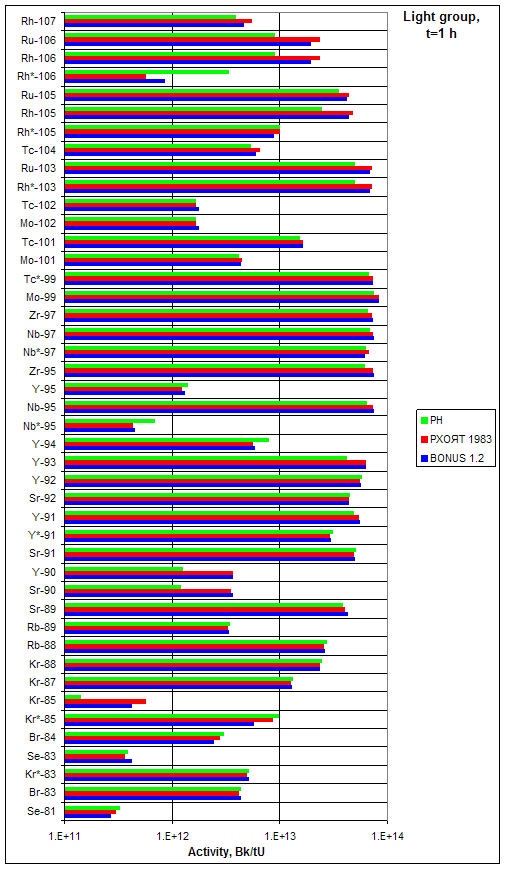 Light group,
t=1 h
Rh-107
Ru-106
Rh-106
Rh*-106
Ru-105
Rh-105
Rh*-105
Tc-104
Ru-103
Rh*-103
Tc-102
Mo-102
Tc-101
Mo-101
Tc*-99
Mo-99
Zr-97
Nb-97
Nb*-97
Zr-95
Y-95
Nb-95
Nb*-95
Y-94
Y-93
Y-92
Sr-92
Y-91
Y*-91
Sr-91
Y-90
Sr-90
Sr-89
Rb-89
Rb-88
Kr-88
Kr-87
Kr-85
Kr*-85
Br-84
Se-83
Kr*-83
Br-83
Se-81
PH
РХОЯТ 1983
BONUS 1.2
1.E+11 1.E+12 1.E+13 1.E+14
Activity, Bk/tU